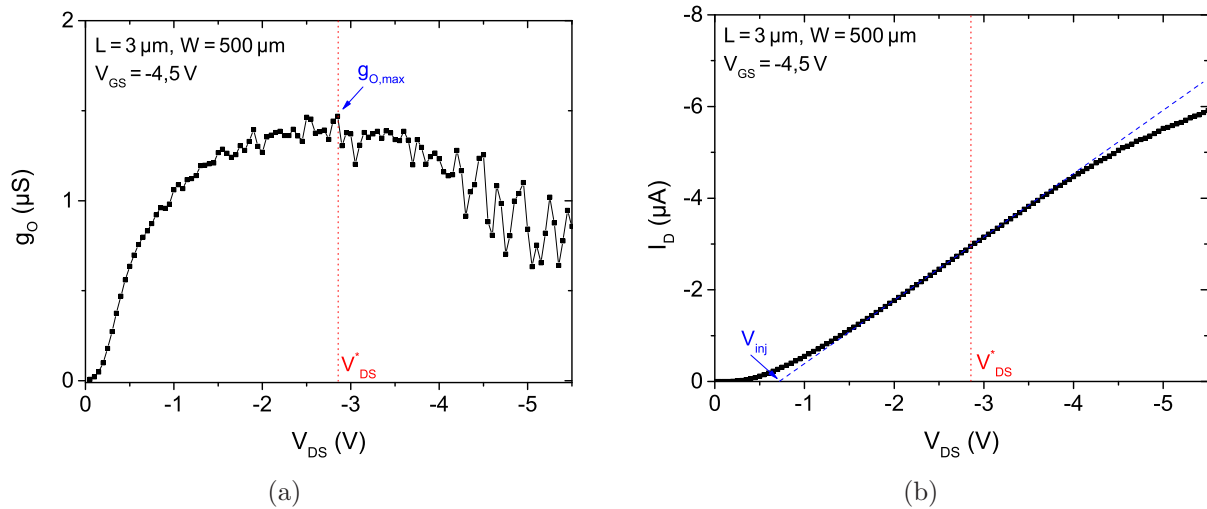 2
L = 3 µm, W = 500 µm
V_GS = -4,5 V
g_O,max
1
g_O (µS)
V*_DS
0
0 -1 -2 -3 -4 -5
V_DS (V)
(a)
-8
L = 3 µm, W = 500 µm
V_GS = -4,5 V
-6
-4
I_D (µA)
-2
V_inj
V*_DS
0
0 -1 -2 -3 -4 -5
V_DS (V)
(b)